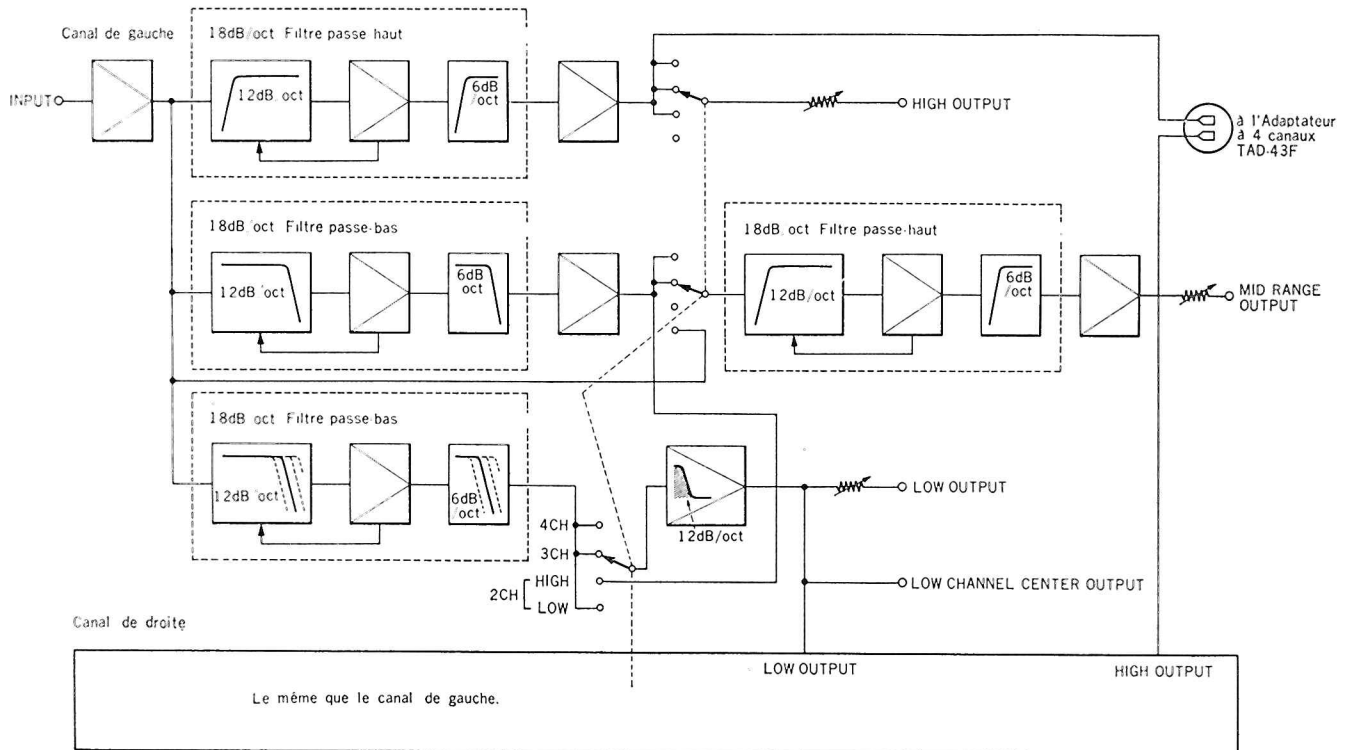 Canal de gauche
18dB/oct Filtre passe haut
INPUT
12dB/oct
6dB
/oct
HIGH OUTPUT
à l'Adaptateur
à 4 canaux
TAD-43F
18dB/oct Filtre passe-bas
12dB/oct
6dB
oct
18dB/oct Filtre passe-haut
12dB/oct
6dB
/oct
MID RANGE
OUTPUT
18dB oct Filtre passe-bas
12dB/oct
6dB
/oct
12dB/oct
LOW OUTPUT
4CH
3CH
HIGH
2CH
LOW
LOW CHANNEL CENTER OUTPUT
Canal de droite
LOW OUTPUT
HIGH OUTPUT
Le même que le canal de gauche.